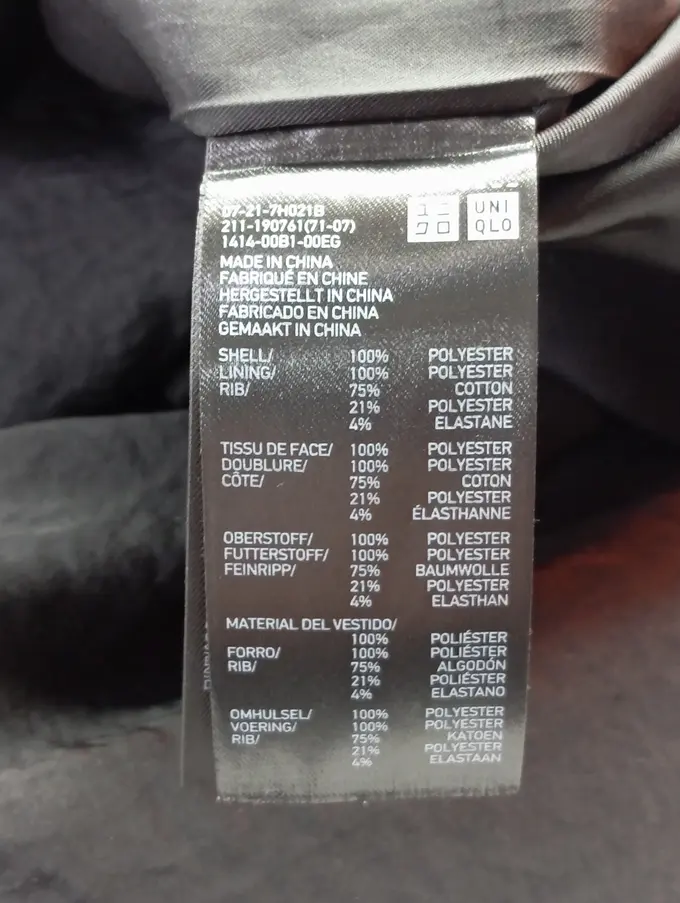 07-21-7H021B
211-190761(71-07)
1414-00B1-00EG
UNI
QLO
MADE IN CHINA
FABRIQUÉ EN CHINE
HERGESTELLT IN CHINA
FABRICADO EN CHINA
GEMAAKT IN CHINA
SHELL/ 100% POLYESTER
LINING/ 100% POLYESTER
RIB/ 75% COTTON
21% POLYESTER
4% ELASTANE
TISSU DE FACE/ 100% POLYESTER
DOUBLURE/ 100% POLYESTER
CÔTE/ 75% COTON
21% POLYESTER
4% ÉLASTHANNE
OBERSTOFF/ 100% POLYESTER
FUTTERSTOFF/ 100% POLYESTER
FEINRIPP/ 75% BAUMWOLLE
21% POLYESTER
4% ELASTHAN
MATERIAL DEL VESTIDO/
100% POLIÉSTER
FORRO/ 100% POLIÉSTER
RIB/ 75% ALGODÓN
21% POLIÉSTER
4% ELASTANO
OMHULSEL/ 100% POLYESTER
VOERING/ 100% POLYESTER
RIB/ 75% KATOEN
21% POLYESTER
4% ELASTAAN